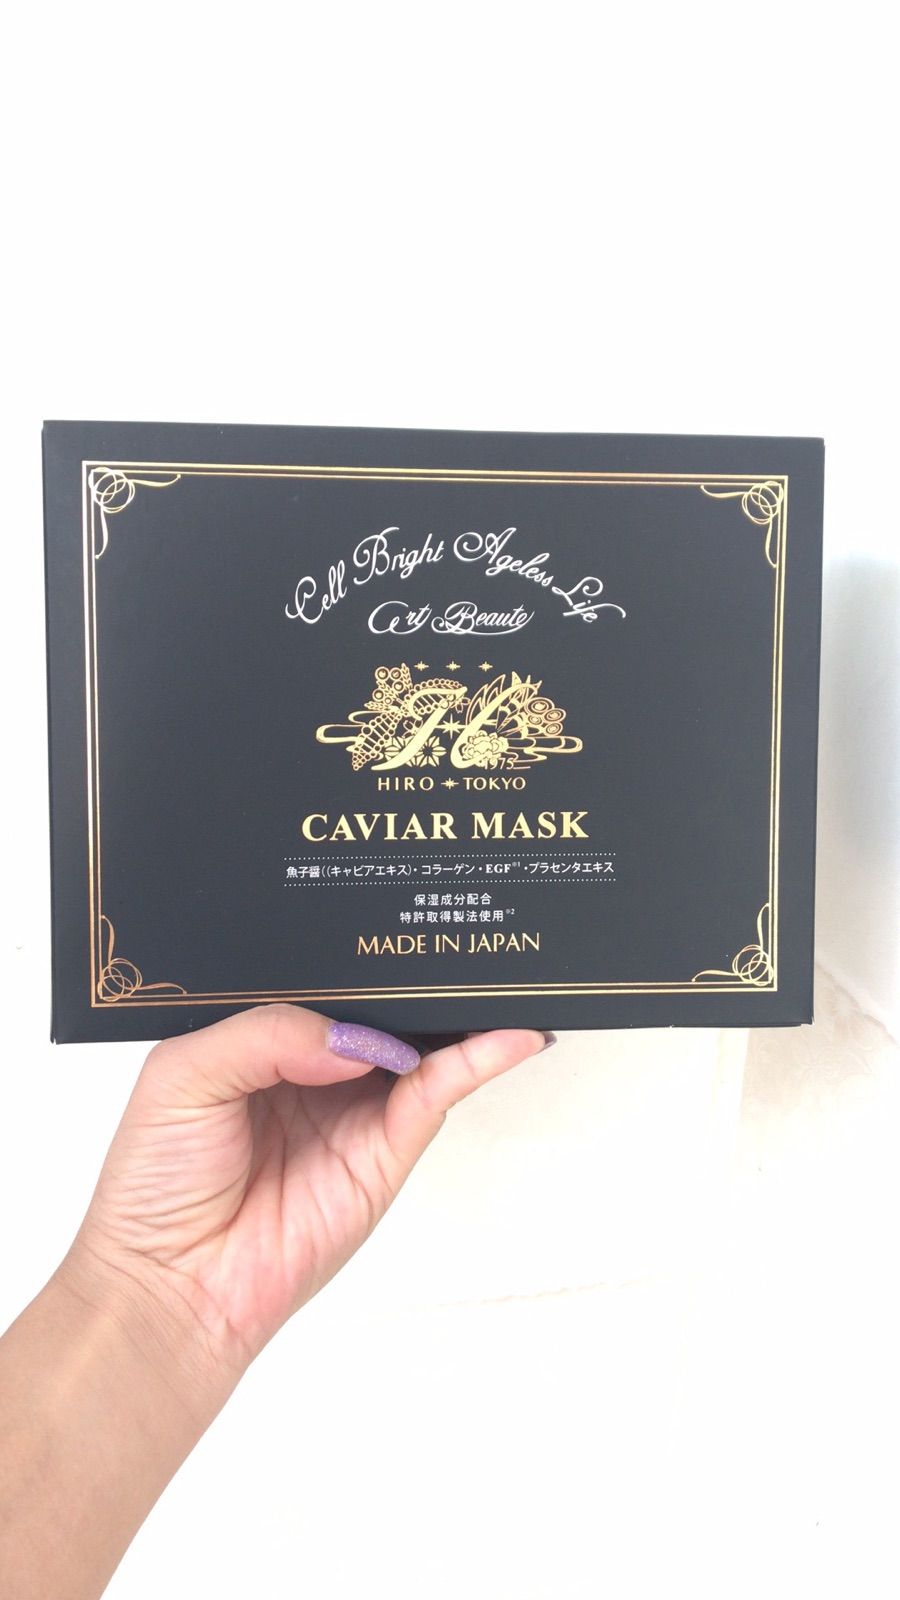 Cell Bright Ageless Life
Art Beaute
H
1975
HIRO TOKYO
CAVIAR MASK
魚子醤((キャビアエキス)・コラーゲン・EGF※1・プラセンタエキス
保湿成分配合
特許取得製法使用※2
MADE IN JAPAN